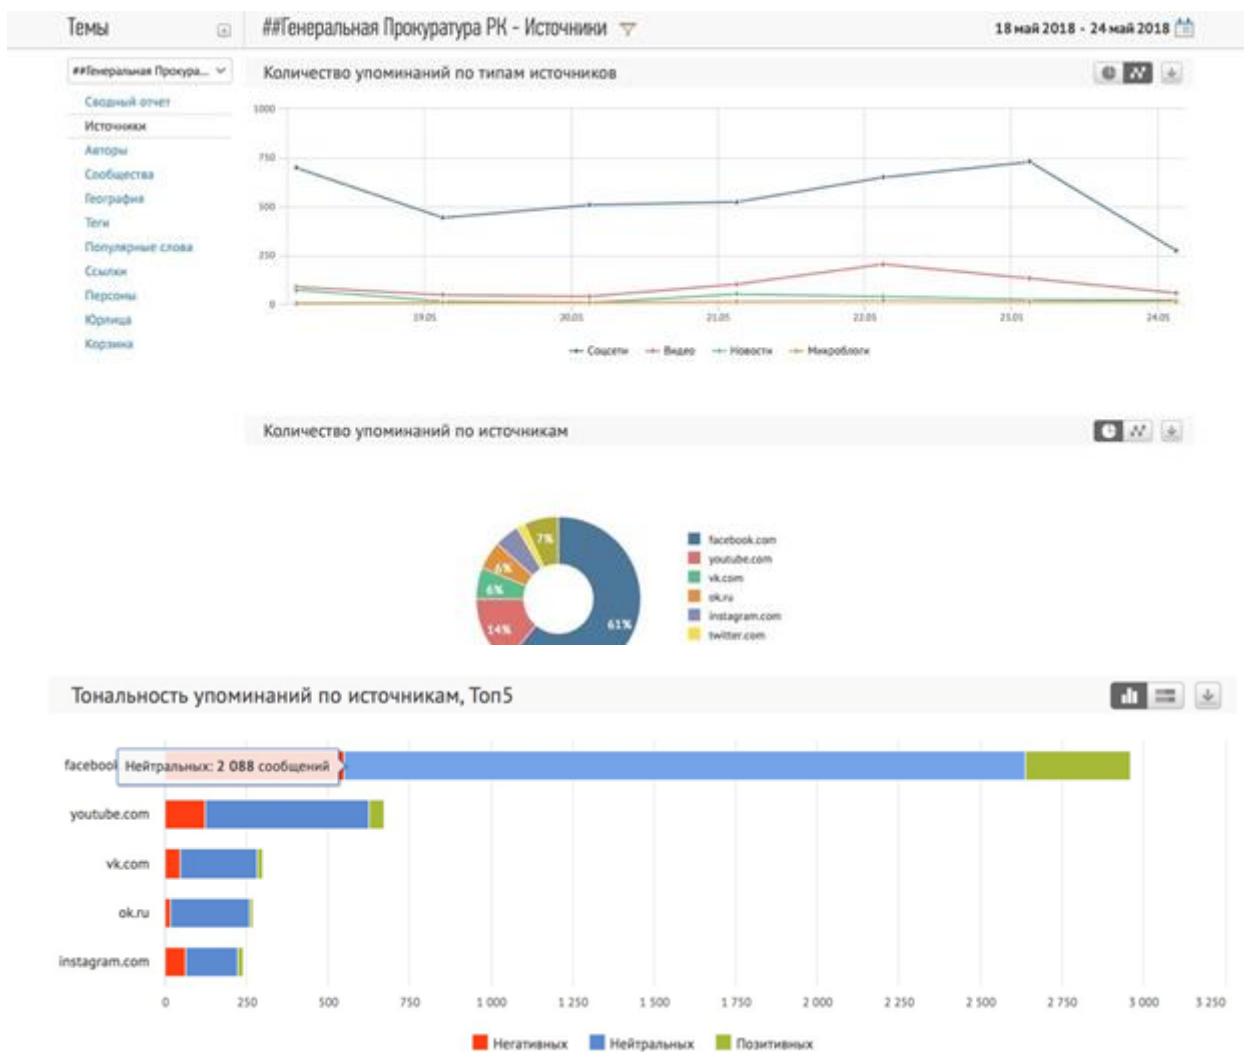 Темы
##Генеральная Прокуратура РК - Источники
18 май 2018 - 24 май 2018
##Генеральная Прокура...
Сводный отчет
Источники
Авторы
Сообщества
География
Теги
Популярные слова
Ссылки
Персоны
Юрлица
Корзина
Количество упоминаний по типам источников
1000
750
500
250
0
19.05 20.05 21.05 22.05 23.05 24.05
Соцсети Видео Новости Микроблоги
Количество упоминаний по источникам
7%
6%
6%
14%
61%
facebook.com
youtube.com
vk.com
ok.ru
instagram.com
twitter.com
Тональность упоминаний по источникам, Топ5
facebook
Нейтральных: 2 088 сообщений
youtube.com
vk.com
ok.ru
instagram.com
0 250 500 750 1 000 1 250 1 500 1 750 2 000 2 250 2 500 2 750 3 000 3 250
Негативных Нейтральных Позитивных